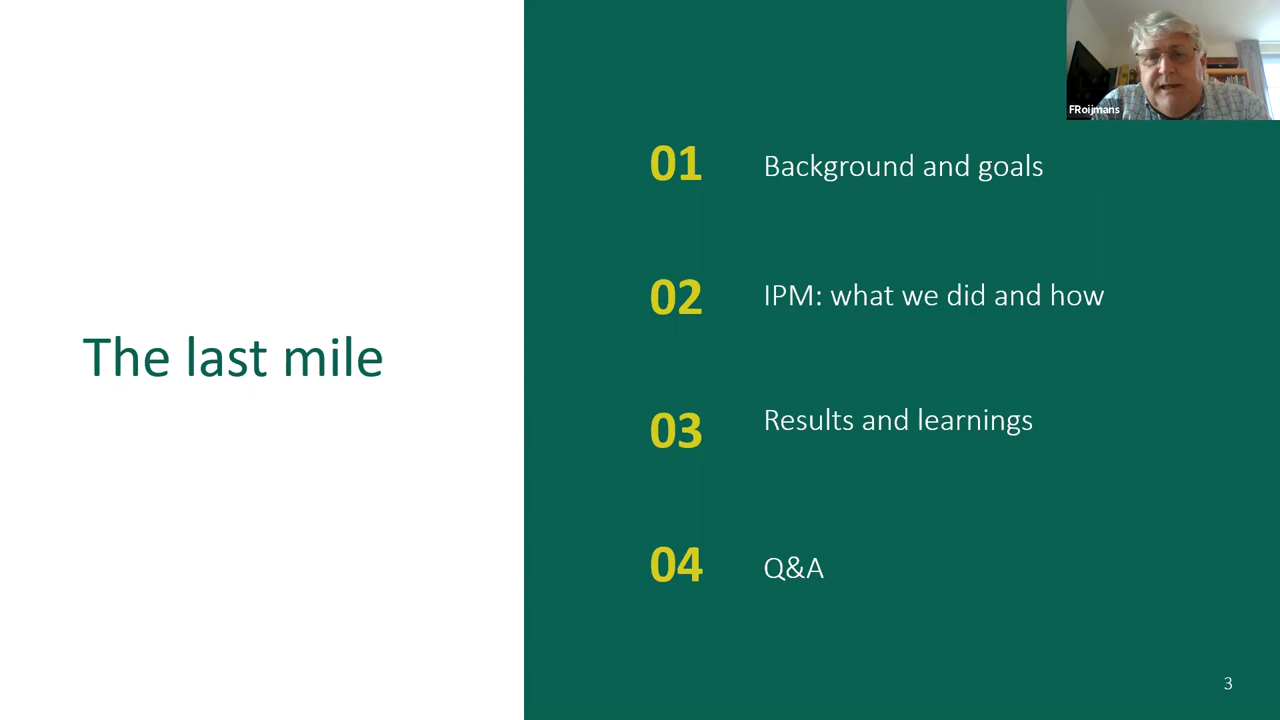 FRoijmans
The last mile
01 Background and goals
02 IPM: what we did and how
03 Results and learnings
04 Q&A
3